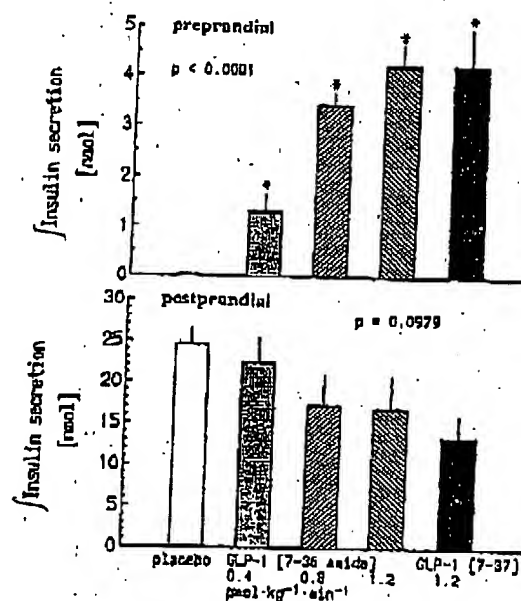 preprandial
p < 0.0001
∫Insulin secretion
[nmol]
5
4
3
2
1
0
* * * *
postprandial
p = 0.0979
∫Insulin secretion
[nmol]
30
25
20
15
10
5
0
placebo GLP-1 [7-36 amide] GLP-1 [7-37]
0.4 0.8 1.2 1.2
pmol·kg⁻¹·min⁻¹